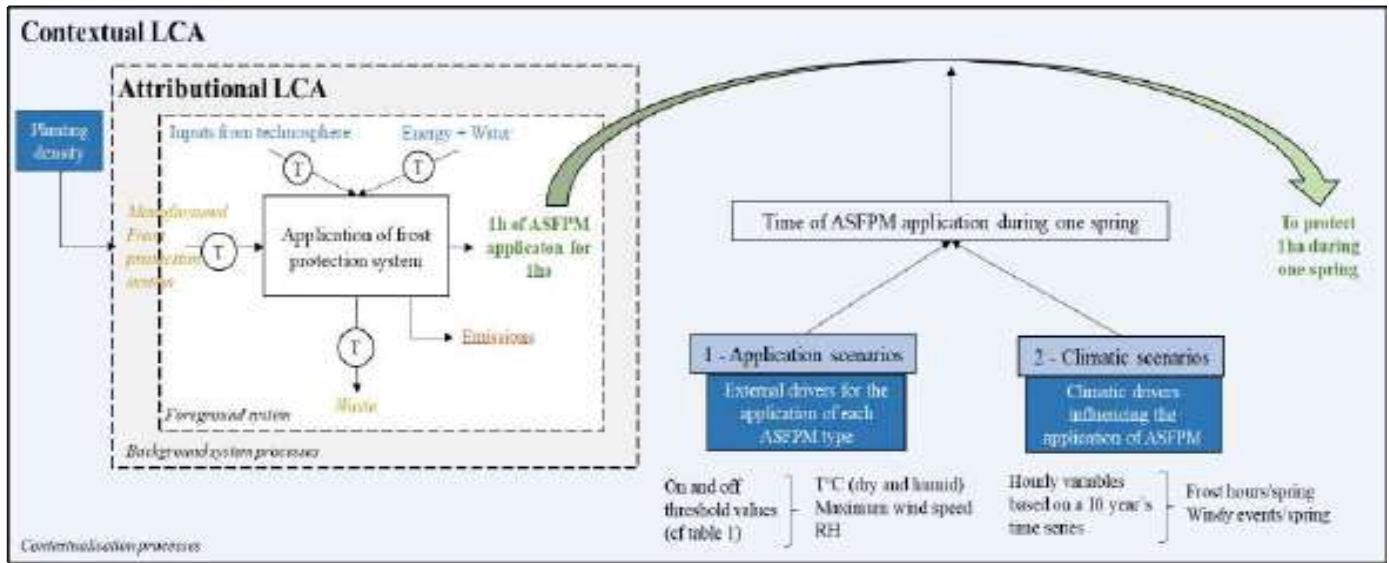 Contextual LCA
Attributional LCA
Planting
density
Inputs from technosphere
Energy + Water
T
T
Manufactured
Frost
protection
system
T
Application of frost
protection system
1h of ASFPM
applicaton for
1ha
T
Emissions
Waste
Foreground system
Background system processes
Contextualisation processes
Time of ASFPM application during one spring
To protect
1ha during
one spring
1 - Application scenarios
External drivers for the
application of each
ASFPM type
2 - Climatic scenarios
Climatic drivers
influencing the
application of ASFPM
On and off
threshold values
(cf table 1)
T°C (dry and humid)
Maximum wind speed
RH
Hourly variables
based on a 10 year's
time series
Frost hours/spring
Windy events/spring